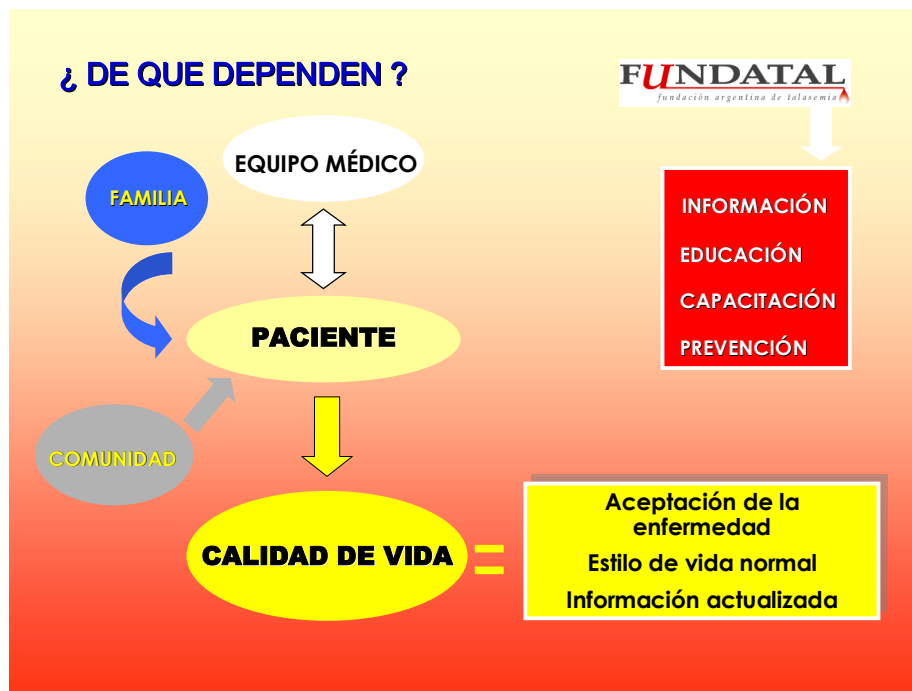 ¿ DE QUE DEPENDEN ?
FUNDATAL
fundación argentina de talasemia
EQUIPO MÉDICO
FAMILIA
INFORMACIÓN
EDUCACIÓN
CAPACITACIÓN
PREVENCIÓN
PACIENTE
COMUNIDAD
CALIDAD DE VIDA
=
Aceptación de la
enfermedad
Estilo de vida normal
Información actualizada